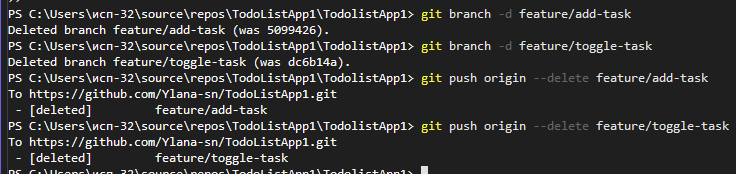 PS C:\Users\исп-32\source\repos\TodoListApp1\TodolistApp1> git branch -d feature/add-task
Deleted branch feature/add-task (was 5099426).
PS C:\Users\исп-32\source\repos\TodoListApp1\TodolistApp1> git branch -d feature/toggle-task
Deleted branch feature/toggle-task (was dc6b14a).
PS C:\Users\исп-32\source\repos\TodoListApp1\TodolistApp1> git push origin --delete feature/add-task
To https://github.com/Ylana-sn/TodoListApp1.git
 - [deleted]         feature/add-task
PS C:\Users\исп-32\source\repos\TodoListApp1\TodolistApp1> git push origin --delete feature/toggle-task
To https://github.com/Ylana-sn/TodoListApp1.git
 - [deleted]         feature/toggle-task
PS C:\Users\исп-32\source\repos\TodoListApp1\TodolistApp1>